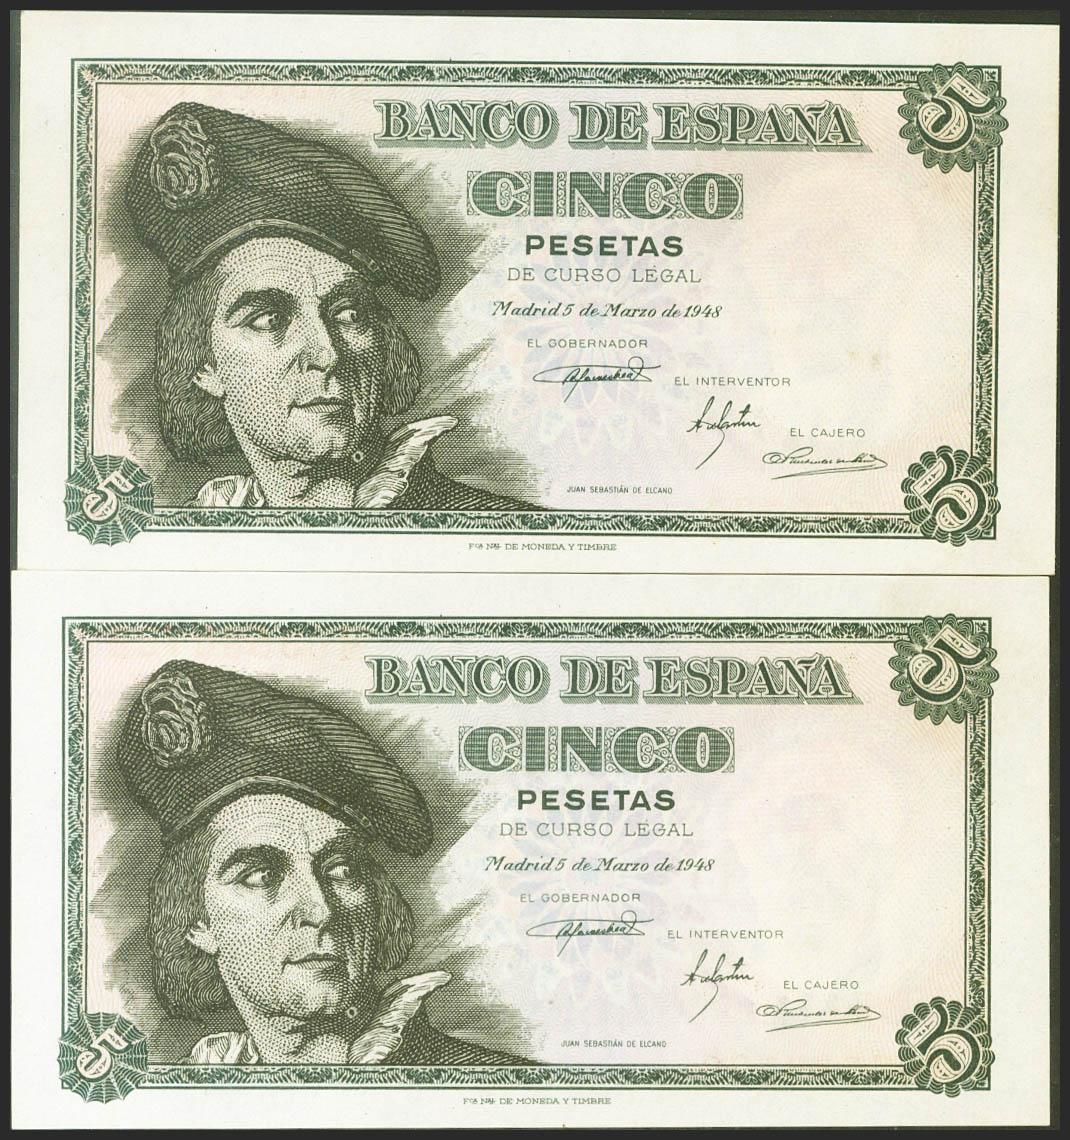 BANCO DE ESPAÑA
5
CINCO
PESETAS
DE CURSO LEGAL
Madrid 5 de Marzo de 1948
EL GOBERNADOR
EL INTERVENTOR
EL CAJERO
JUAN SEBASTIÁN DE ELCANO
5
5
Fca Nal DE MONEDA Y TIMBRE
BANCO DE ESPAÑA
5
CINCO
PESETAS
DE CURSO LEGAL
Madrid 5 de Marzo de 1948
EL GOBERNADOR
EL INTERVENTOR
EL CAJERO
JUAN SEBASTIÁN DE ELCANO
5
5
Fca Nal DE MONEDA Y TIMBRE